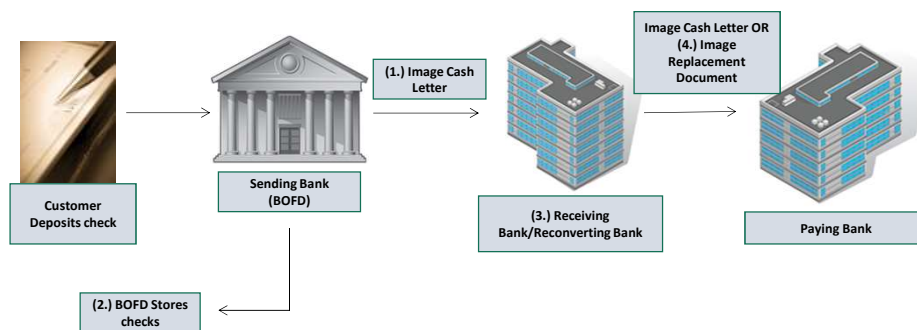 Customer
Deposits check
Sending Bank
(BOFD)
(1.) Image Cash
Letter
(2.) BOFD Stores
checks
(3.) Receiving
Bank/Reconverting Bank
Image Cash Letter OR
(4.) Image
Replacement
Document
Paying Bank